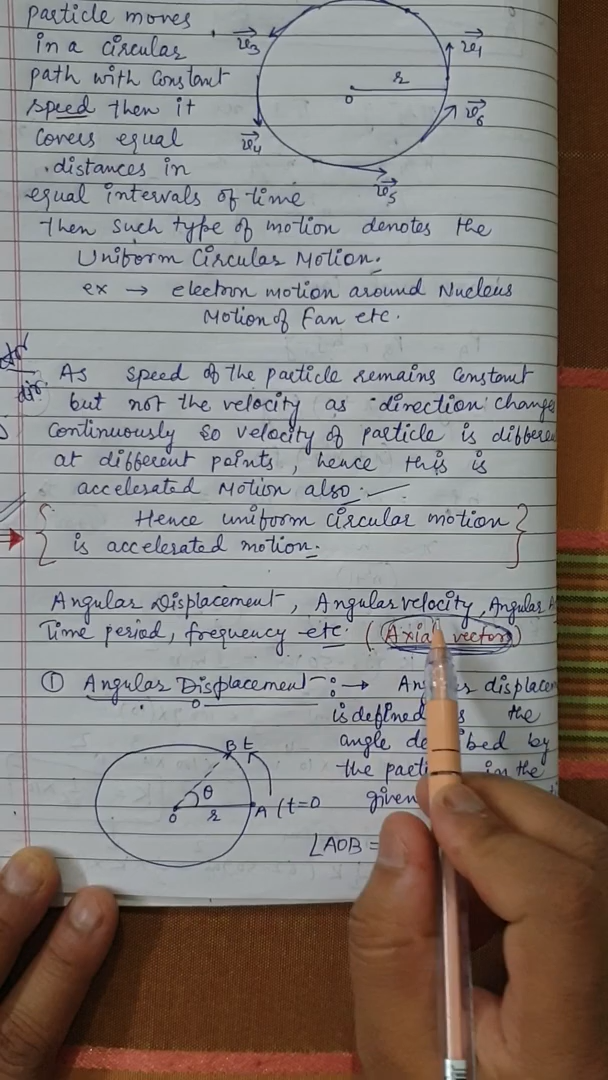 particle moves
in a circular
path with constant
speed then it
covers equal
distances in
equal intervals of time
then such type of motion denotes the
Uniform Circular Motion.
ex → electron motion around Nucleus
Motion of Fan etc.
v₃
v₁
r
o
v₆
v₄
v₅
As speed of the particle remains constant
but not the velocity as direction changes
continuously so velocity of particle is
at different points, hence this is
accelerated Motion also.
Hence uniform circular motion
is accelerated motion.
Angular Displacement, Angular velocity, Angular
Time period, frequency etc. (Axial vectors)
① Angular Displacement :→
is defined the
angle by
the in the
given
B t
θ
o r A (t=0
∠AOB =